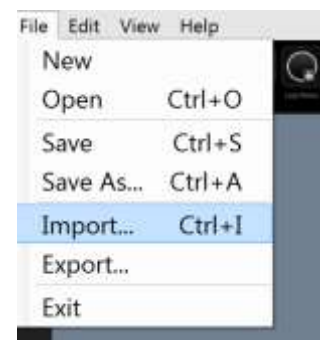 File Edit View Help
New
Open Ctrl+O
Save Ctrl+S
Save As... Ctrl+A
Import... Ctrl+I
Export...
Exit